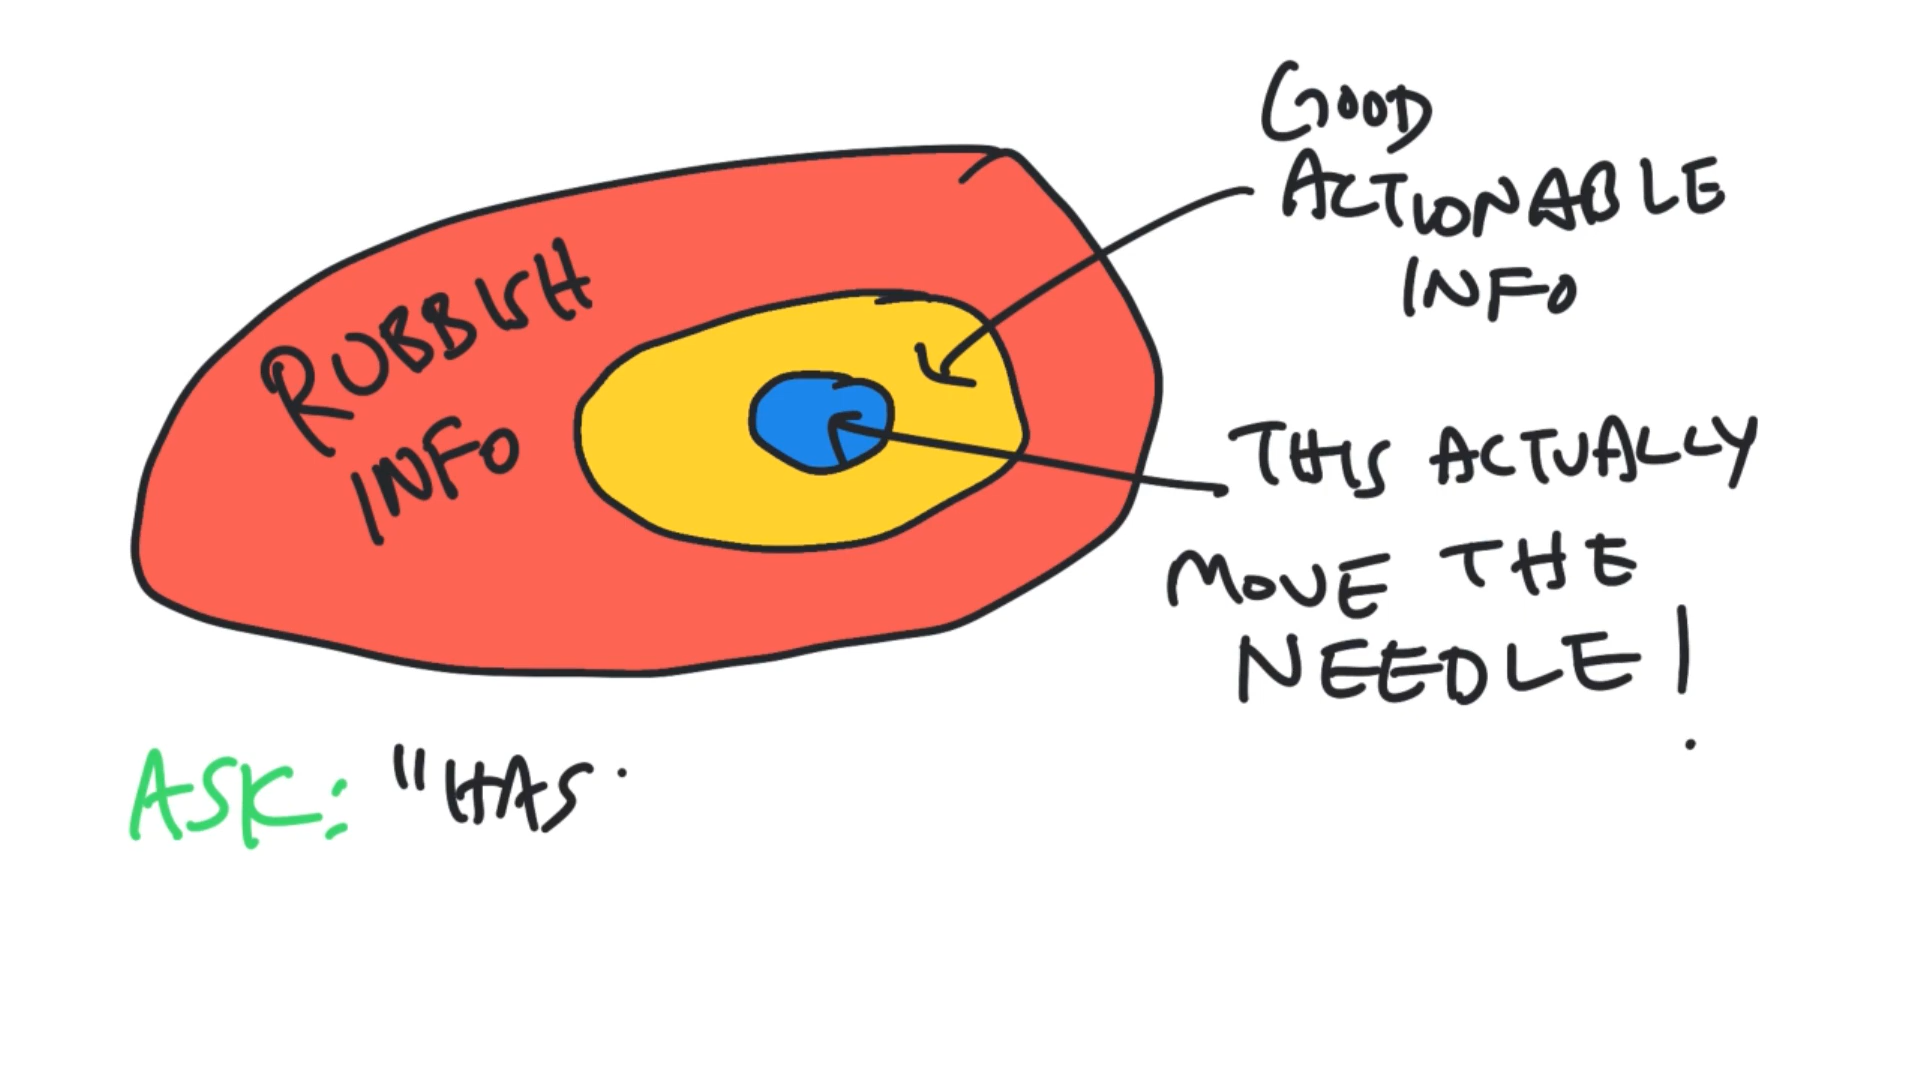 RUBBISH
INFO
GOOD
ACTIONABLE
INFO
THIS ACTUALLY
MOVE THE
NEEDLE!
ASK: "HAS